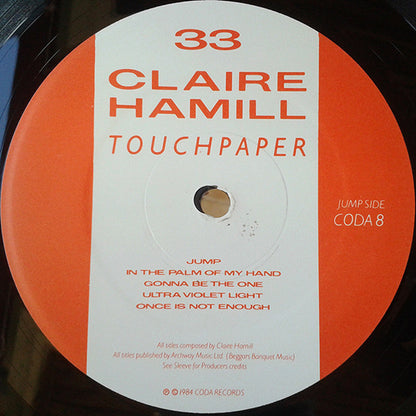 33
CLAIRE
HAMILL
TOUCHPAPER
JUMP SIDE
CODA 8
JUMP
IN THE PALM OF MY HAND
GONNA BE THE ONE
ULTRA VIOLET LIGHT
ONCE IS NOT ENOUGH
All titles composed by Claire Hamill
All titles published by Archway Music Ltd. (Beggars Banquet Music)
See Sleeve for Producers credits
℗ © 1984 CODA RECORDS